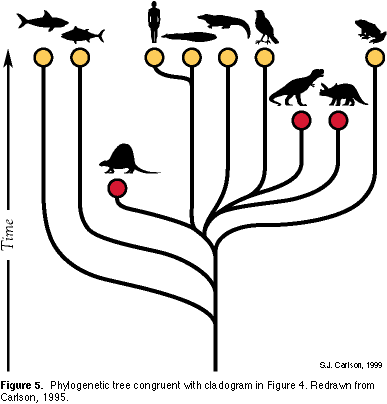 Time
S.J. Carlson, 1999
Figure 5. Phylogenetic tree congruent with cladogram in Figure 4. Redrawn from
Carlson, 1995.